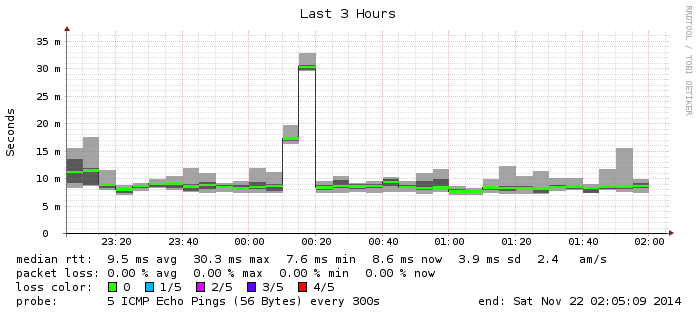 Last 3 Hours
RRDTOOL / TOBI OETIKER
Seconds
35 m
30 m
25 m
20 m
15 m
10 m
5 m
0
23:20 23:40 00:00 00:20 00:40 01:00 01:20 01:40 02:00
median rtt: 9.5 ms avg 30.3 ms max 7.6 ms min 8.6 ms now 3.9 ms sd 2.4 am/s
packet loss: 0.00 % avg 0.00 % max 0.00 % min 0.00 % now
loss color: 0 1/5 2/5 3/5 4/5
probe: 5 ICMP Echo Pings (56 Bytes) every 300s end: Sat Nov 22 02:05:09 2014